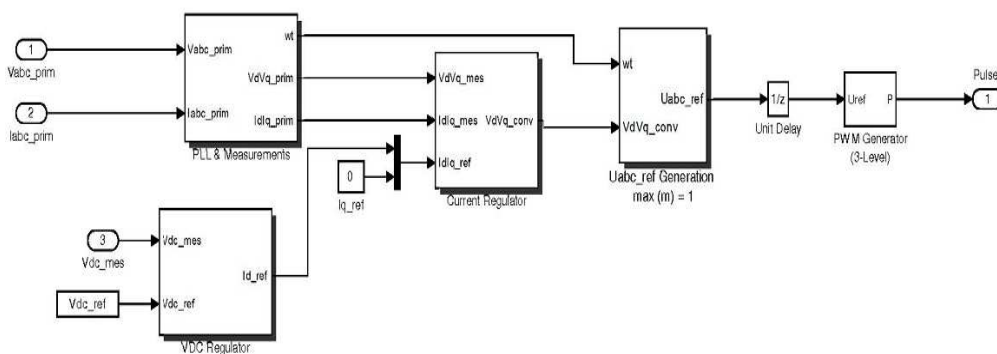 1
Vabc_prim
2
Iabc_prim
Vabc_prim
Iabc_prim
wt
VdVq_prim
IdIq_prim
PLL & Measurements
VdVq_mes
IdIq_mes
IdIq_ref
VdVq_conv
Current Regulator
0
Iq_ref
wt
VdVq_conv
Uabc_ref
Uabc_ref Generation
max (m) = 1
1/z
Unit Delay
Uref
P
PWM Generator
(3-Level)
Pulse
1
3
Vdc_mes
Vdc_ref
Vdc_mes
Vdc_ref
Id_ref
VDC Regulator